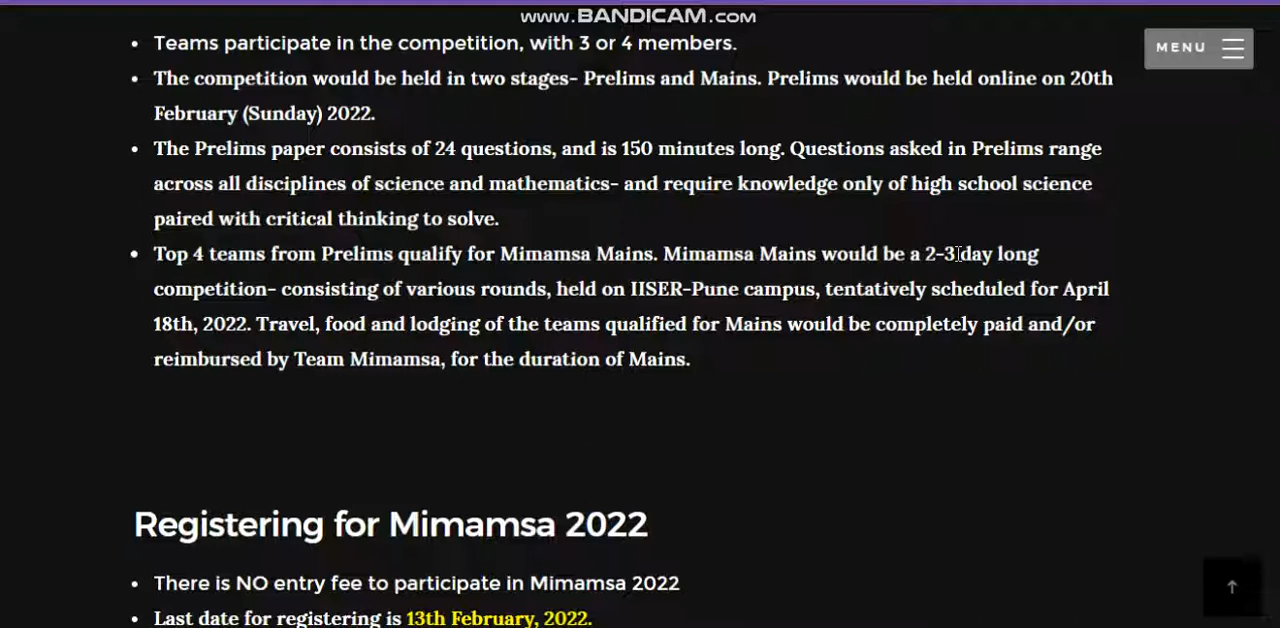 www.BANDICAM.com
• Teams participate in the competition, with 3 or 4 members.
MENU
• The competition would be held in two stages- Prelims and Mains. Prelims would be held online on 20th
February (Sunday) 2022.
• The Prelims paper consists of 24 questions, and is 150 minutes long. Questions asked in Prelims range
across all disciplines of science and mathematics- and require knowledge only of high school science
paired with critical thinking to solve.
• Top 4 teams from Prelims qualify for Mimamsa Mains. Mimamsa Mains would be a 2-3 day long
competition- consisting of various rounds, held on IISER-Pune campus, tentatively scheduled for April
18th, 2022. Travel, food and lodging of the teams qualified for Mains would be completely paid and/or
reimbursed by Team Mimamsa, for the duration of Mains.
Registering for Mimamsa 2022
• There is NO entry fee to participate in Mimamsa 2022
• Last date for registering is 13th February, 2022.